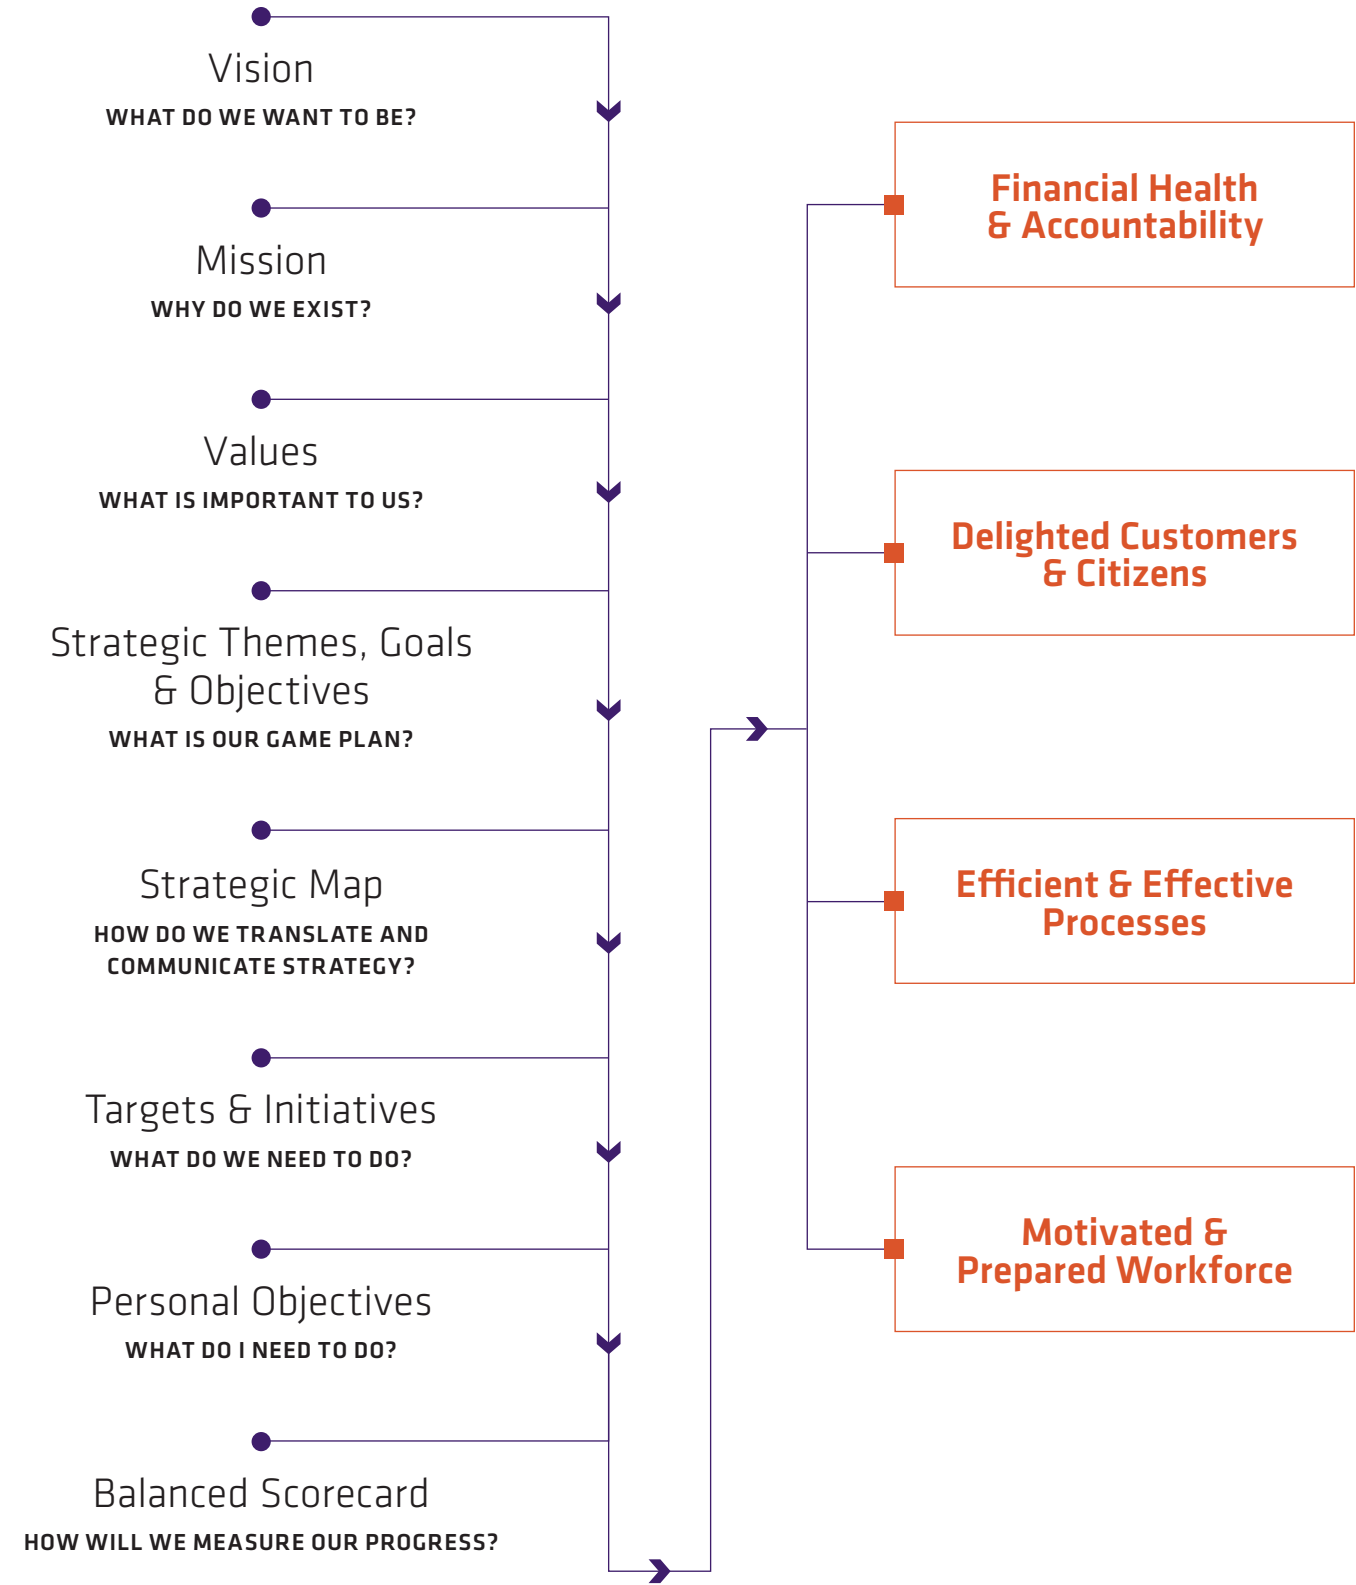 Vision
WHAT DO WE WANT TO BE?
Mission
WHY DO WE EXIST?
Values
WHAT IS IMPORTANT TO US?
Strategic Themes, Goals
& Objectives
WHAT IS OUR GAME PLAN?
Strategic Map
HOW DO WE TRANSLATE AND
COMMUNICATE STRATEGY?
Targets & Initiatives
WHAT DO WE NEED TO DO?
Personal Objectives
WHAT DO I NEED TO DO?
Balanced Scorecard
HOW WILL WE MEASURE OUR PROGRESS?
Financial Health
& Accountability
Delighted Customers
& Citizens
Efficient & Effective
Processes
Motivated &
Prepared Workforce